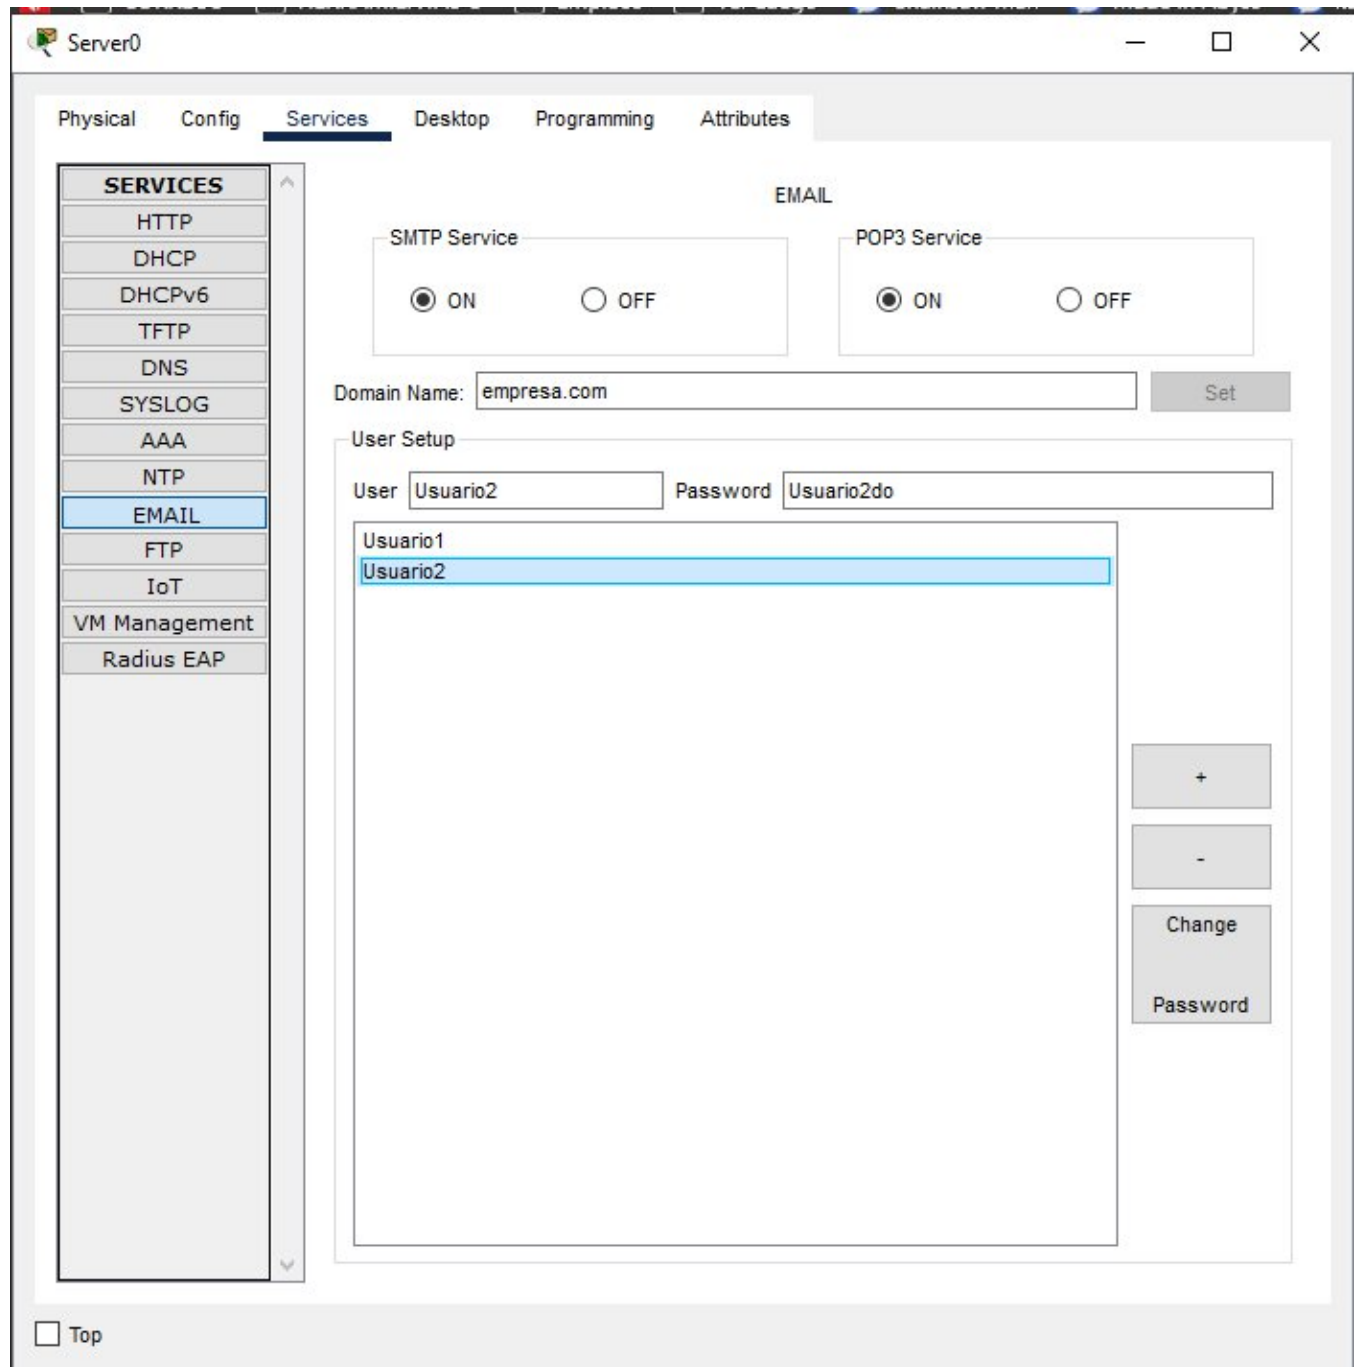 Server0
Physical Config Services Desktop Programming Attributes
SERVICES
HTTP
DHCP
DHCPv6
TFTP
DNS
SYSLOG
AAA
NTP
EMAIL
FTP
IoT
VM Management
Radius EAP
EMAIL
SMTP Service
ON OFF
POP3 Service
ON OFF
Domain Name: empresa.com Set
User Setup
User Usuario2 Password Usuario2do
Usuario1
Usuario2
+
-
Change
Password
Top